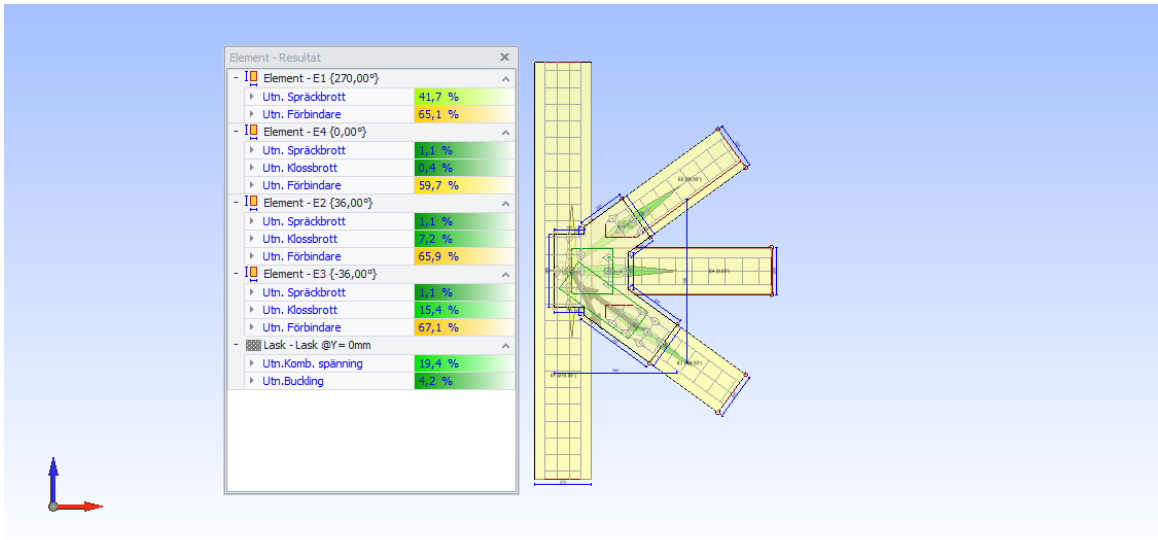 Element - Resultat
Element - E1 {270,00°}
Utn. Spräckbrott 41,7 %
Utn. Förbindare 65,1 %
Element - E4 {0,00°}
Utn. Spräckbrott 1,1 %
Utn. Klossbrott 0,4 %
Utn. Förbindare 59,7 %
Element - E2 {36,00°}
Utn. Spräckbrott 1,1 %
Utn. Klossbrott 7,2 %
Utn. Förbindare 65,9 %
Element - E3 {-36,00°}
Utn. Spräckbrott 1,1 %
Utn. Klossbrott 15,4 %
Utn. Förbindare 67,1 %
Lask - Lask @Y= 0mm
Utn.Komb. spänning 19,4 %
Utn.Buckling 4,2 %